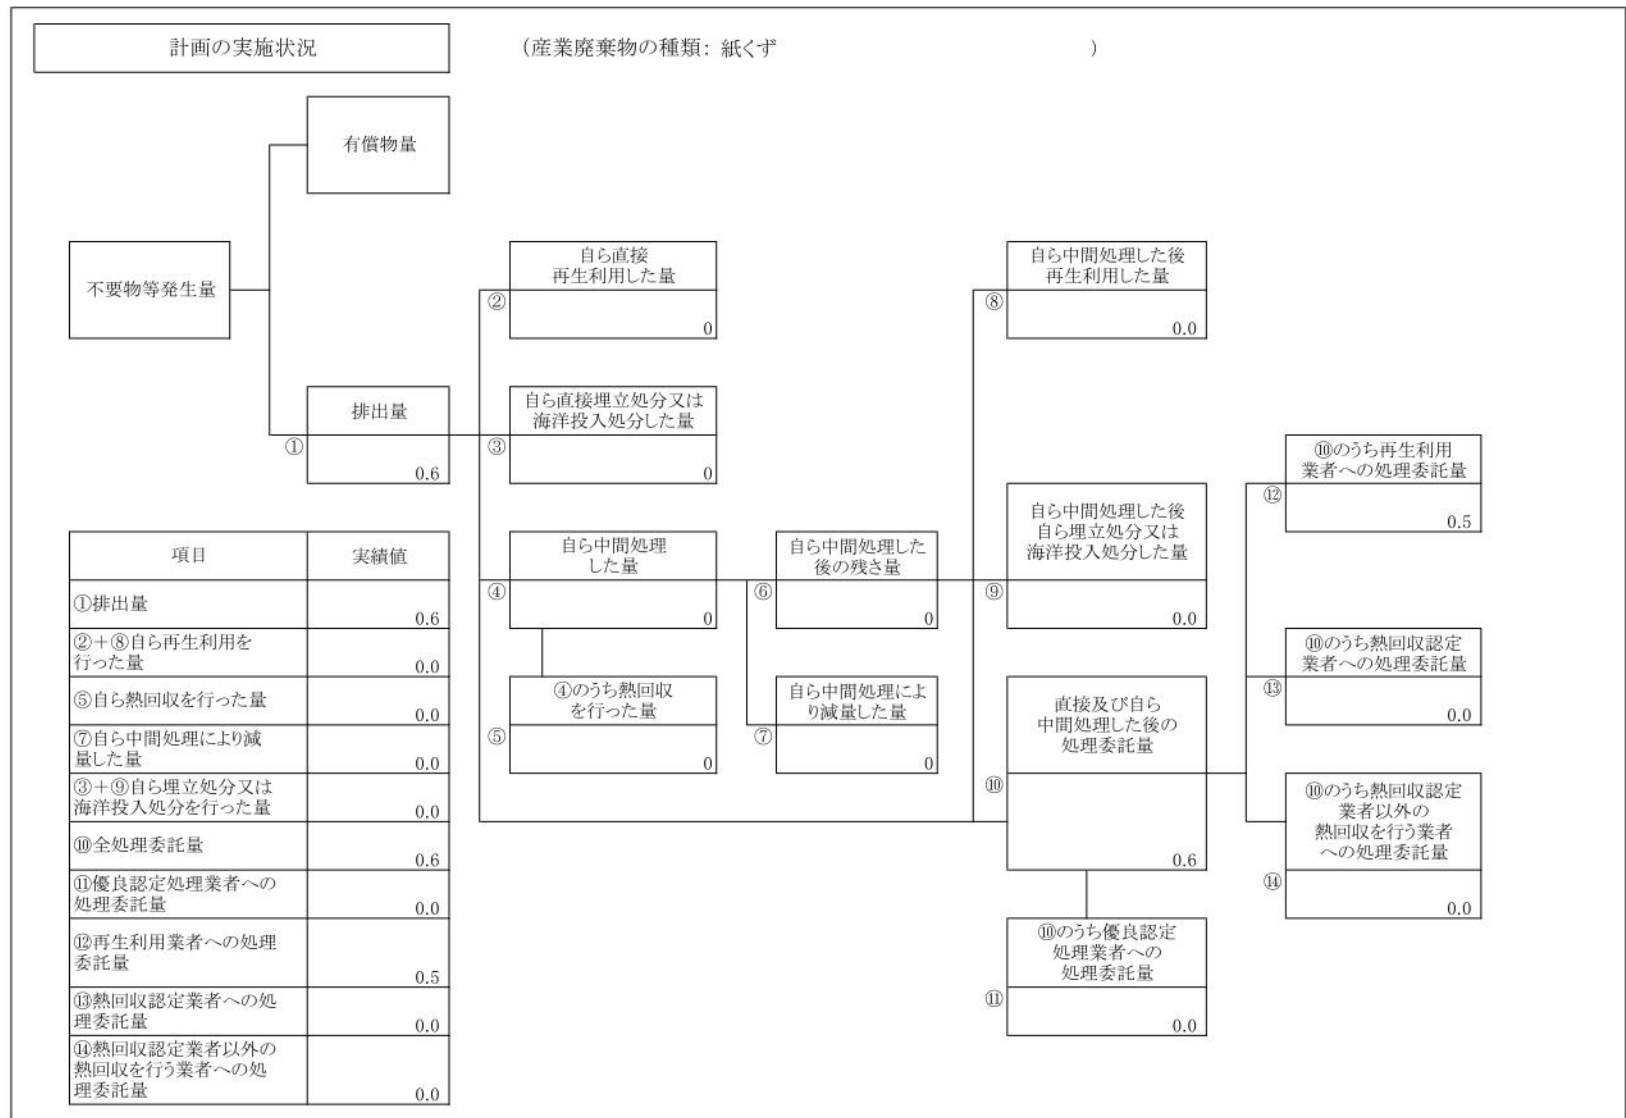 計画の実施状況
(産業廃棄物の種類: 紙くず )
有償物量
不要物等発生量
自ら直接
再生利用した量
②
0
自ら中間処理した後
再生利用した量
⑧
0.0
排出量
①
0.6
自ら直接埋立処分又は
海洋投入処分した量
③
0
⑩のうち再生利用
業者への処理委託量
⑫
0.5
自ら中間処理
した量
④
0
自ら中間処理した
後の残さ量
⑥
0
自ら中間処理した後
自ら埋立処分又は
海洋投入処分した量
⑨
0.0
⑩のうち熱回収認定
業者への処理委託量
⑬
0.0
④のうち熱回収
を行った量
⑤
0
自ら中間処理によ
り減量した量
⑦
0
直接及び自ら
中間処理した後の
処理委託量
⑩
0.6
⑩のうち熱回収認定
業者以外の
熱回収を行う業者
への処理委託量
⑭
0.0
⑩のうち優良認定
処理業者への
処理委託量
⑪
0.0
項目 実績値
①排出量
0.6
②+⑧自ら再生利用を
行った量
0.0
⑤自ら熱回収を行った量
0.0
⑦自ら中間処理により減
量した量
0.0
③+⑨自ら埋立処分又は
海洋投入処分を行った量
0.0
⑩全処理委託量
0.6
⑪優良認定処理業者への
処理委託量
0.0
⑫再生利用業者への処理
委託量
0.5
⑬熱回収認定業者への処
理委託量
0.0
⑭熱回収認定業者以外の
熱回収を行う業者への処
理委託量
0.0